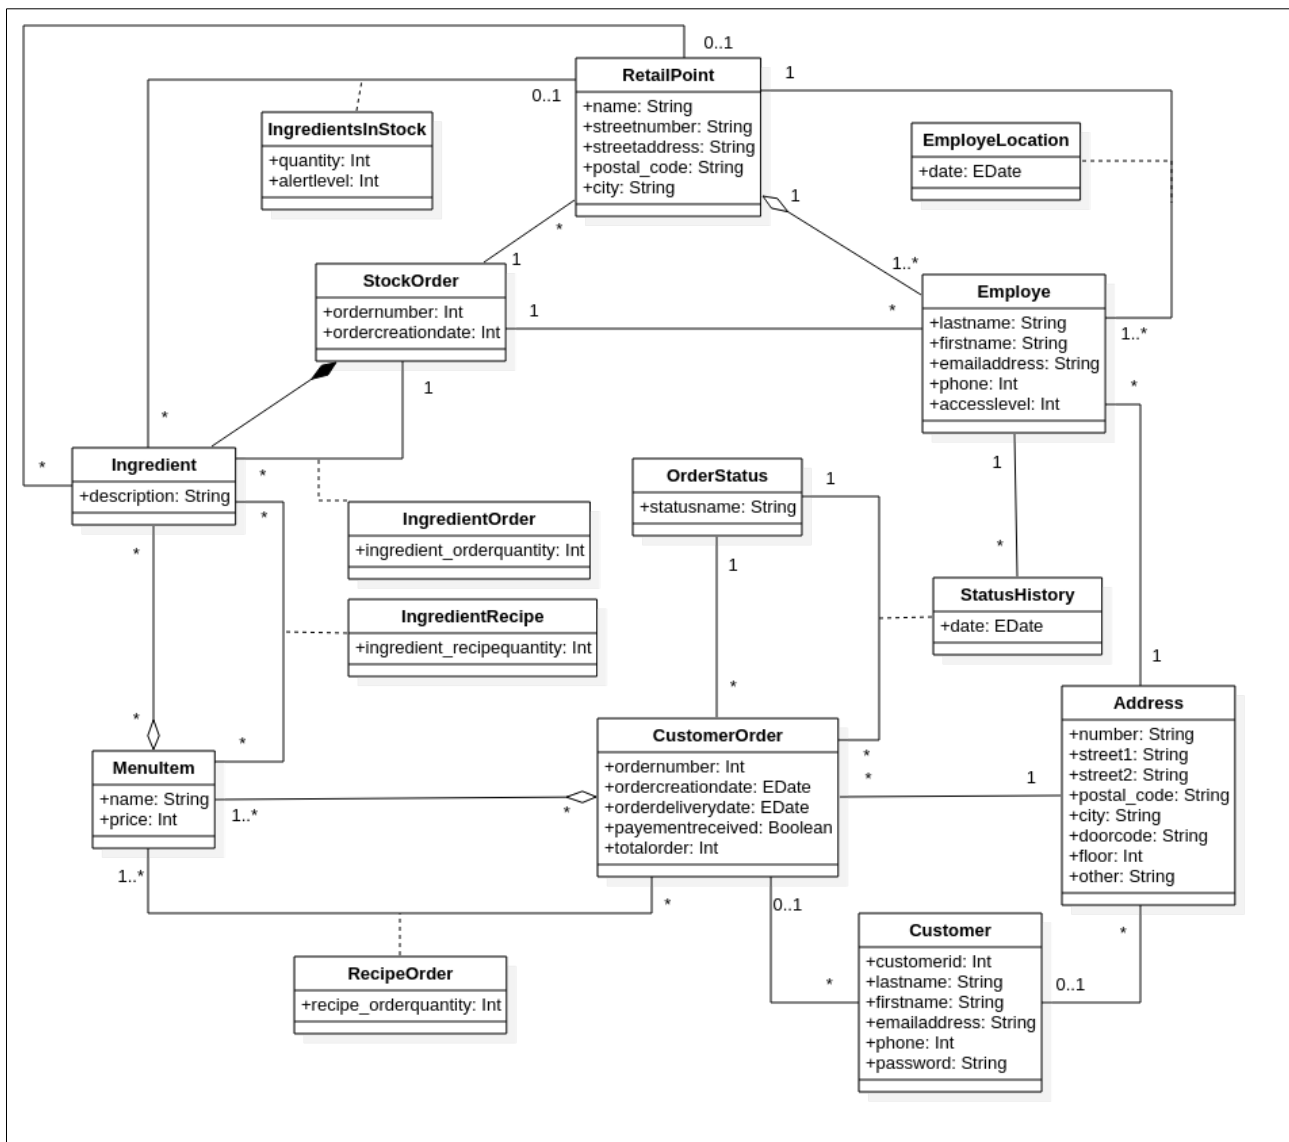 0..1
RetailPoint
+name: String
+streetnumber: String
+streetaddress: String
+postal_code: String
+city: String
1
0..1
IngredientsInStock
+quantity: Int
+alertlevel: Int
EmployeLocation
+date: EDate
1
*
1
1..*
StockOrder
+ordernumber: Int
+ordercreationdate: Int
1
*
Employe
+lastname: String
+firstname: String
+emailaddress: String
+phone: Int
+accesslevel: Int
1..*
*
1
*
*
*
Ingredient
+description: String
*
*
*
IngredientOrder
+ingredient_orderquantity: Int
IngredientRecipe
+ingredient_recipequantity: Int
OrderStatus
+statusname: String
1
1
1
*
StatusHistory
+date: EDate
1
*
*
*
MenuItem
+name: String
+price: Int
1..*
*
1..*
CustomerOrder
+ordernumber: Int
+ordercreationdate: EDate
+orderdeliverydate: EDate
+payementreceived: Boolean
+totalorder: Int
*
*
1
Address
+number: String
+street1: String
+street2: String
+postal_code: String
+city: String
+doorcode: String
+floor: Int
+other: String
*
0..1
*
RecipeOrder
+recipe_orderquantity: Int
*
Customer
+customerid: Int
+lastname: String
+firstname: String
+emailaddress: String
+phone: Int
+password: String
0..1